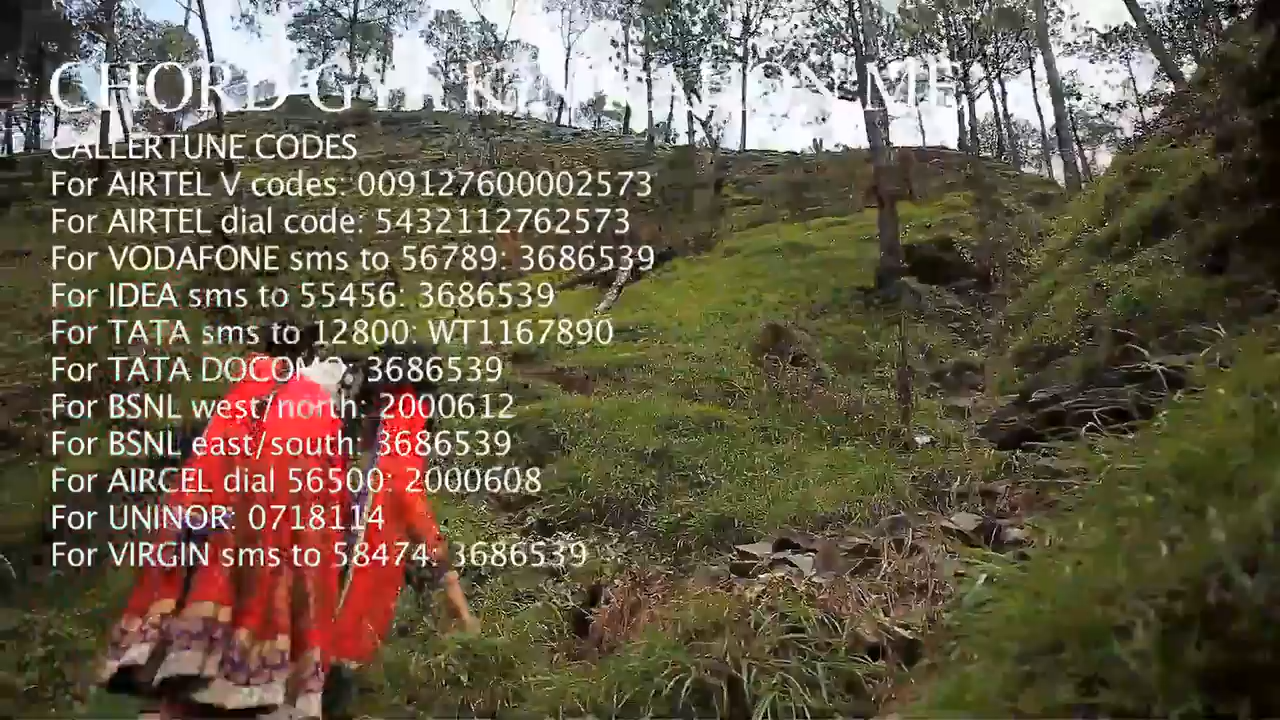 CHORD GYA KI
CALLERTUNE CODES
For AIRTEL V codes: 009127600002573
For AIRTEL dial code: 5432112762573
For VODAFONE sms to 56789: 3686539
For IDEA sms to 55456: 3686539
For TATA sms to 12800: WT1167890
For TATA DOCOMO: 3686539
For BSNL west/north: 2000612
For BSNL east/south: 3686539
For AIRCEL dial 56500: 2000608
For UNINOR: 0718114
For VIRGIN sms to 58474: 3686539